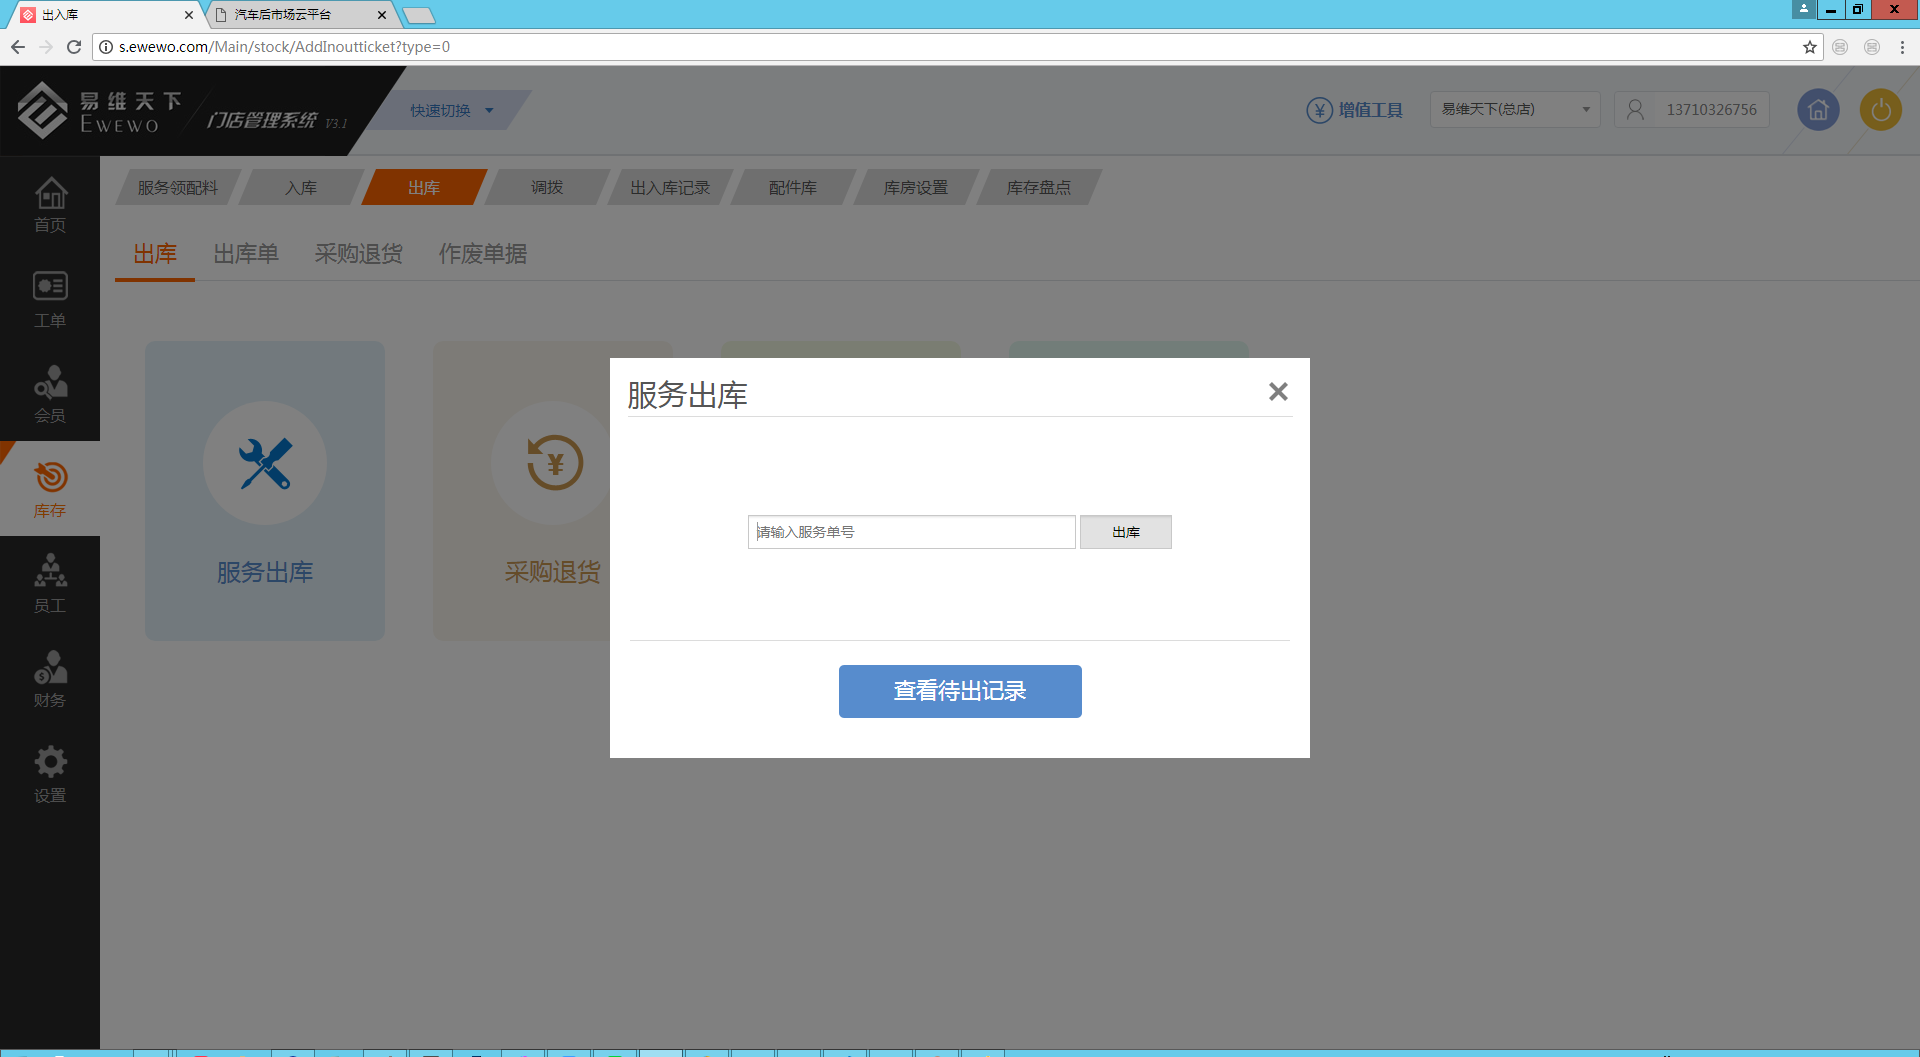 出入库
汽车后市场云平台
s.ewewo.com/Main/stock/AddInoutticket?type=0
易维天下
EWEWO
门店管理系统 V3.1
快速切换
增值工具
易维天下(总店)
13710326756
服务领配料
入库
出库
调拨
出入库记录
配件库
库房设置
库存盘点
首页
工单
会员
库存
员工
财务
设置
出库
出库单
采购退货
作废单据
服务出库
采购退货
服务出库
请输入服务单号
出库
查看待出记录